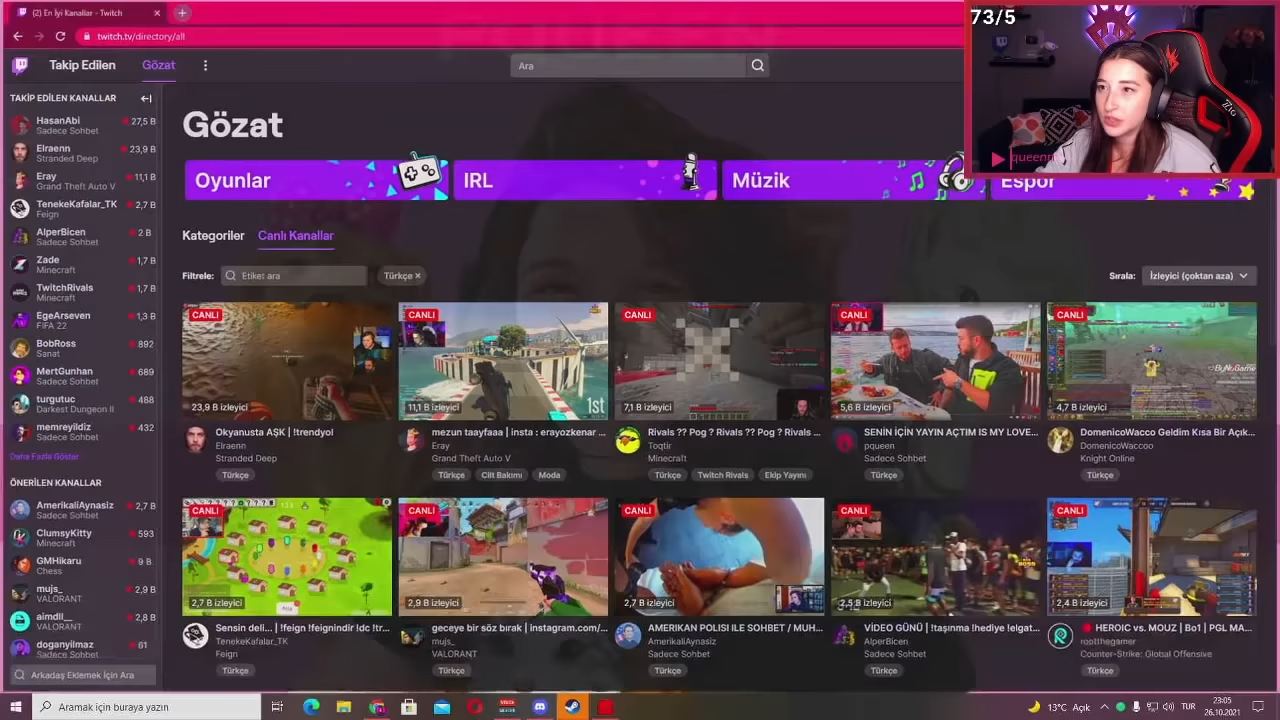 (2) En İyi Kanallar - Twitch
73/5
twitch.tv/directory/all
Takip Edilen
Gözat
Ara
TAKİP EDİLEN KANALLAR
HasanAbi
27,5 B
Sadece Sohbet
Elraenn
23,9 B
Stranded Deep
Eray
11,1 B
Grand Theft Auto V
TenekeKafalar_TK
2,7 B
Feign
AlperBicen
2 B
Sadece Sohbet
Zade
1,7 B
Minecraft
TwitchRivals
1,7 B
Minecraft
EgeArseven
1,3 B
FIFA 22
BobRoss
892
Sanat
MertGunhan
689
Sadece Sohbet
turgutuc
488
Darkest Dungeon II
memreyildiz
432
Sadece Sohbet
Daha Fazla Göster
ÖNERİLEN KANALLAR
AmerikaliAynasiz
2,7 B
Sadece Sohbet
ClumsyKitty
593
Minecraft
GMHikaru
9 B
Chess
mujs_
2,9 B
VALORANT
aimdll__
2,8 B
VALORANT
doganyilmaz
61
Sadece Sohbet
Arkadaş Eklemek İçin Ara
Gözat
Oyunlar
IRL
Müzik
Espor
Kategoriler
Canlı Kanallar
Filtrele:
Etiket ara
Türkçe ×
Sırala:
İzleyici (çoktan aza)
CANLI
23,9 B izleyici
Okyanusta AŞK | !trendyol
Elraenn
Stranded Deep
Türkçe
CANLI
1st
11,1 B izleyici
mezun taayfaaa | insta : erayozkenar ...
Eray
Grand Theft Auto V
Türkçe
Cilt Bakımı
Moda
CANLI
7,1 B izleyici
Rivals ?? Pog ? Rivals ?? Pog ? Rivals ...
Toqtir
Minecraft
Türkçe
Twitch Rivals
Ekip Yayını
CANLI
5,6 B izleyici
SENİN İÇİN YAYIN AÇTIM IS MY LOVE...
pqueen
Sadece Sohbet
Türkçe
CANLI
ByNoGame
4,7 B izleyici
DomenicoWacco Geldim Kısa Bir Açık...
DomenicoWaccoo
Knight Online
Türkçe
CANLI
2,7 B izleyici
Sensin deli... | !feign !feignindir !dc !tr...
TenekeKafalar_TK
Feign
Türkçe
CANLI
2,9 B izleyici
geceye bir söz bırak | instagram.com/...
mujs_
VALORANT
Türkçe
CANLI
2,7 B izleyici
AMERIKAN POLISI ILE SOHBET / MUH...
AmerikaliAynasiz
Sadece Sohbet
Türkçe
CANLI
2,5 B izleyici
VİDEO GÜNÜ | !taşınma !hediye !elgat...
AlperBicen
Sadece Sohbet
Türkçe
CANLI
2,4 B izleyici
HEROIC vs. MOUZ | Bo1 | PGL MA...
rootthegamer
Counter-Strike: Global Offensive
Türkçe
Aramak için buraya yazın
13°C Açık
TUR
23:05
26.10.2021